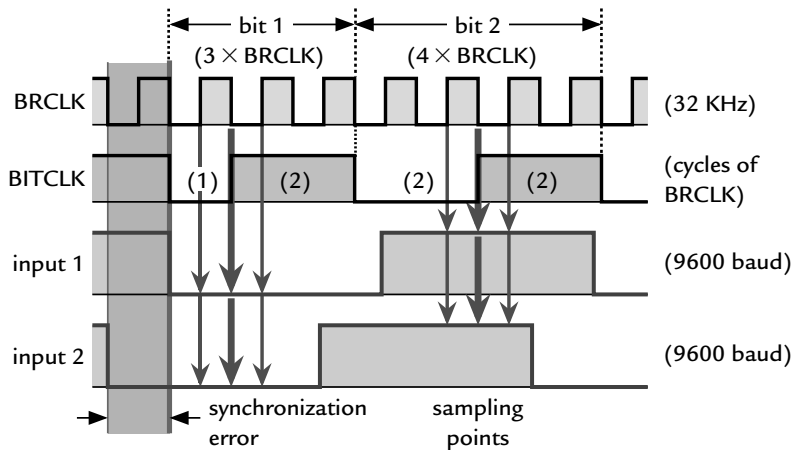 bit 1 bit 2
(3 × BRCLK) (4 × BRCLK)
BRCLK (32 KHz)
BITCLK (1) (2) (2) (2) (cycles of
BRCLK)
input 1 (9600 baud)
input 2 (9600 baud)
synchronization sampling
error points